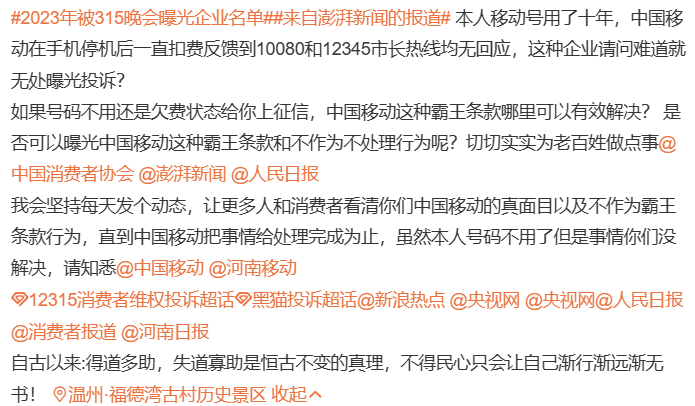 #2023年被315晚会曝光企业名单##来自澎湃新闻的报道# 本人移动号用了十年，中国移
动在手机停机后一直扣费反馈到10080和12345市长热线均无回应，这种企业请问难道就
无处曝光投诉？
如果号码不用还是欠费状态给你上征信，中国移动这种霸王条款哪里可以有效解决？ 是
否可以曝光中国移动这种霸王条款和不作为不处理行为呢？切切实实为老百姓做点事@
中国消费者协会 @澎湃新闻 @人民日报
我会坚持每天发个动态，让更多人和消费者看清你们中国移动的真面目以及不作为霸王
条款行为，直到中国移动把事情给处理完成为止，虽然本人号码不用了但是事情你们没
解决，请知悉@中国移动 @河南移动
12315消费者维权投诉超话黑猫投诉超话@新浪热点 @央视网 @央视网@人民日报
@消费者报道 @河南日报
自古以来:得道多助，失道寡助是恒古不变的真理，不得民心只会让自己渐行渐远渐无
书！ 温州·福德湾古村历史景区 收起